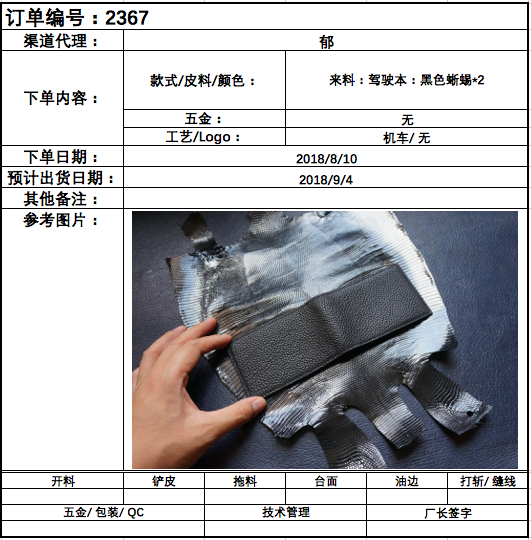 订单编号：2367
渠道代理： 郁
下单内容： 款式/皮料/颜色： 来料：驾驶本：黑色蜥蜴*2
五金： 无
工艺/Logo： 机车/ 无
下单日期： 2018/8/10
预计出货日期： 2018/9/4
其他备注：
参考图片：
开料 铲皮 拖料 台面 油边 打斩/ 缝线
五金/ 包装/ QC 技术管理 厂长签字